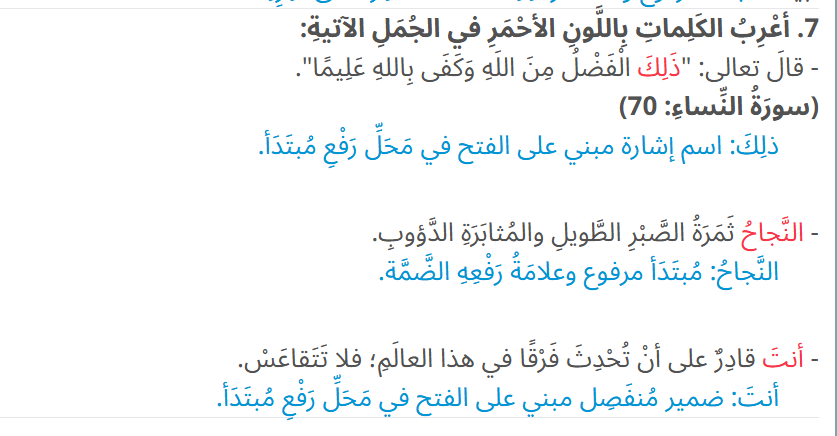 7. أعْرِبُ الكَلِماتِ بِاللَّونِ الأحْمَرِ في الجُمَلِ الآتيةِ:
- قالَ تعالى: "ذَلِكَ الْفَضْلُ مِنَ اللَهِ وَكَفَى بِاللهِ عَلِيمًا".
(سورَةُ النِّساءِ: 70)
ذلِكَ: اسم إشارة مبني على الفتح في مَحَلِّ رَفْعِ مُبتَدَأ.
- النَّجاحُ ثَمَرَةُ الصَّبْرِ الطَّويلِ والمُثابَرَةِ الدَّؤوبِ.
النَّجاحُ: مُبتَدَأ مرفوع وعلامَةُ رَفْعِهِ الضَّمَّة.
- أنتَ قادِرٌ على أنْ تُحْدِثَ فَرْقًا في هذا العالَمِ؛ فلا تَتَقاعَسْ.
أنتَ: ضمير مُنفَصِل مبني على الفتح في مَحَلِّ رَفْعِ مُبتَدَأ.